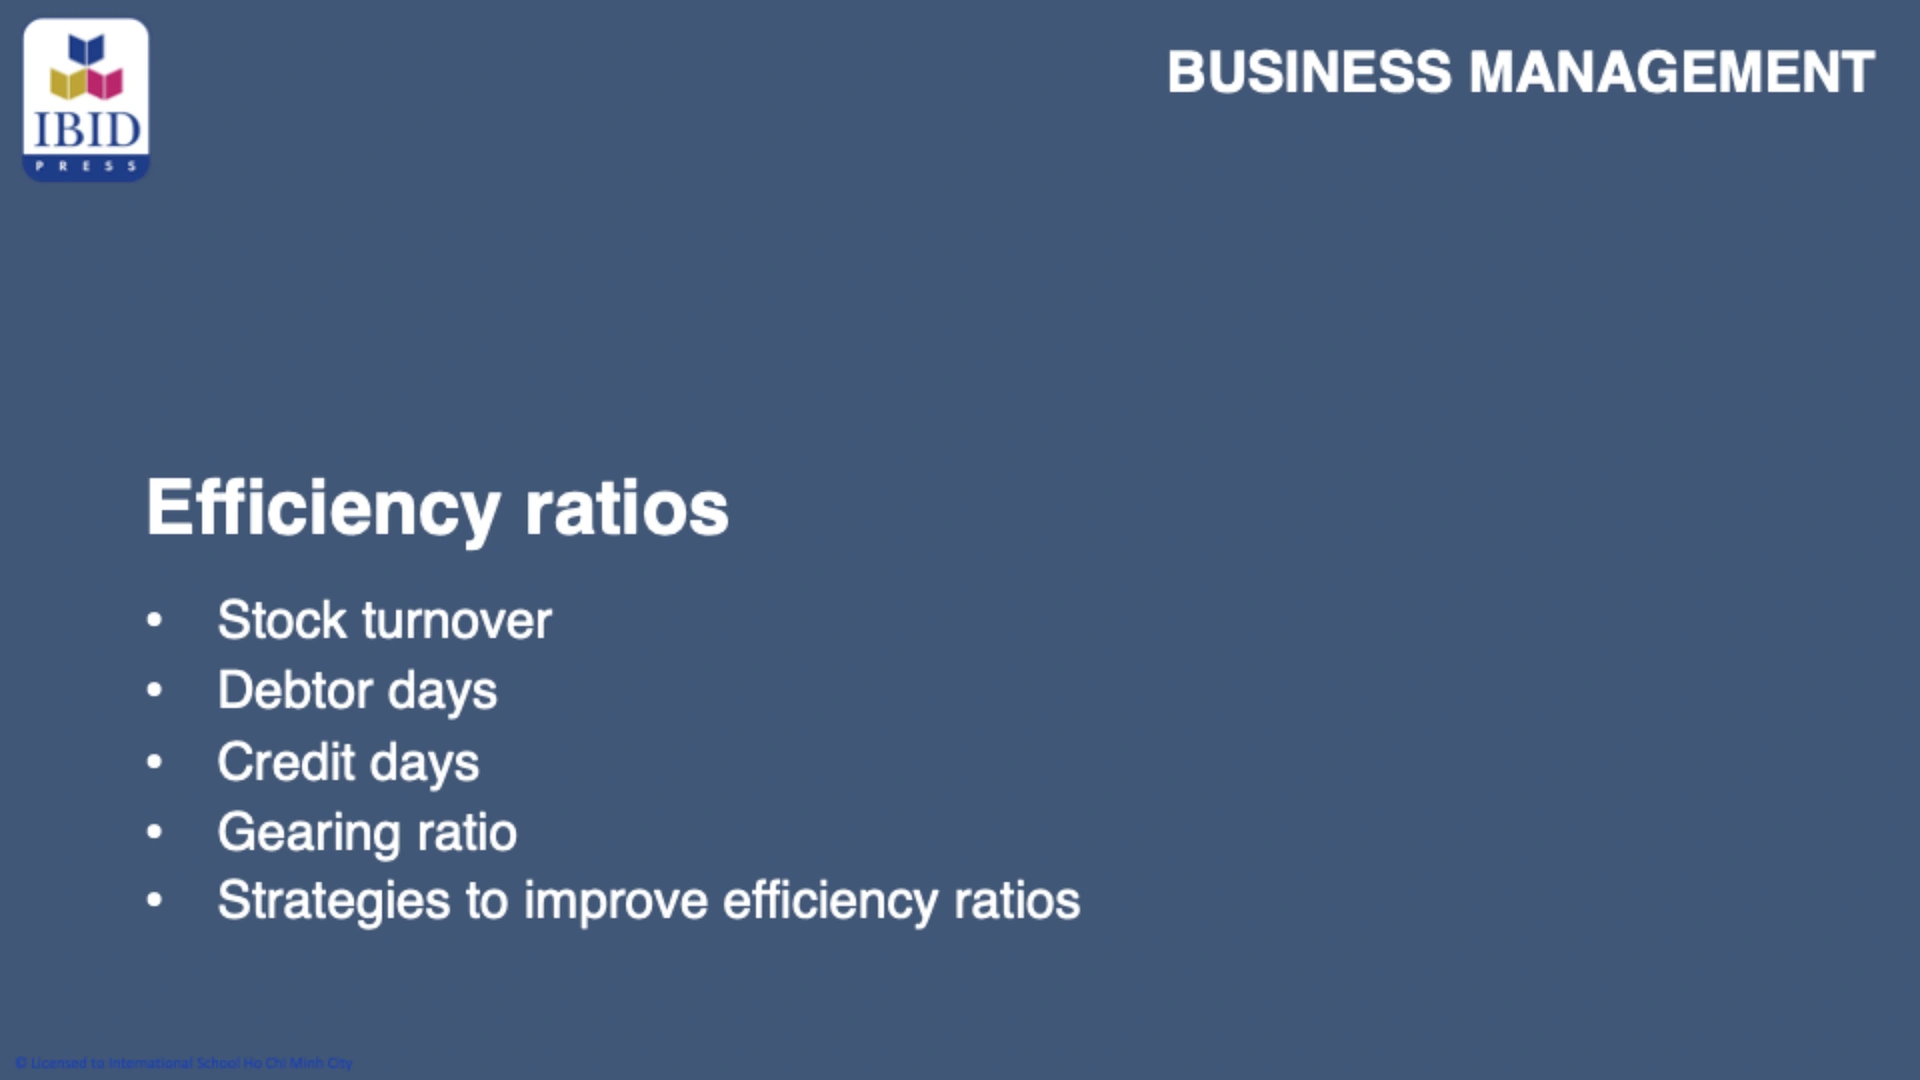 IBID
PRESS
BUSINESS MANAGEMENT
Efficiency ratios
• Stock turnover
• Debtor days
• Credit days
• Gearing ratio
• Strategies to improve efficiency ratios
© Licensed to International School Ho Chi Minh City